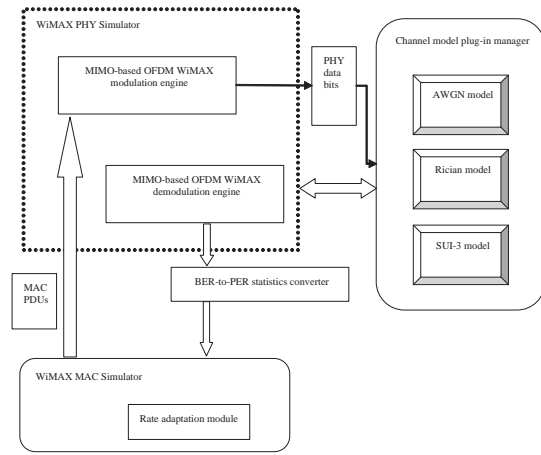 WiMAX PHY Simulator
MIMO-based OFDM WiMAX
modulation engine
PHY
data
bits
Channel model plug-in manager
AWGN model
MIMO-based OFDM WiMAX
demodulation engine
Rician model
SUI-3 model
BER-to-PER statistics converter
MAC
PDUs
WiMAX MAC Simulator
Rate adaptation module